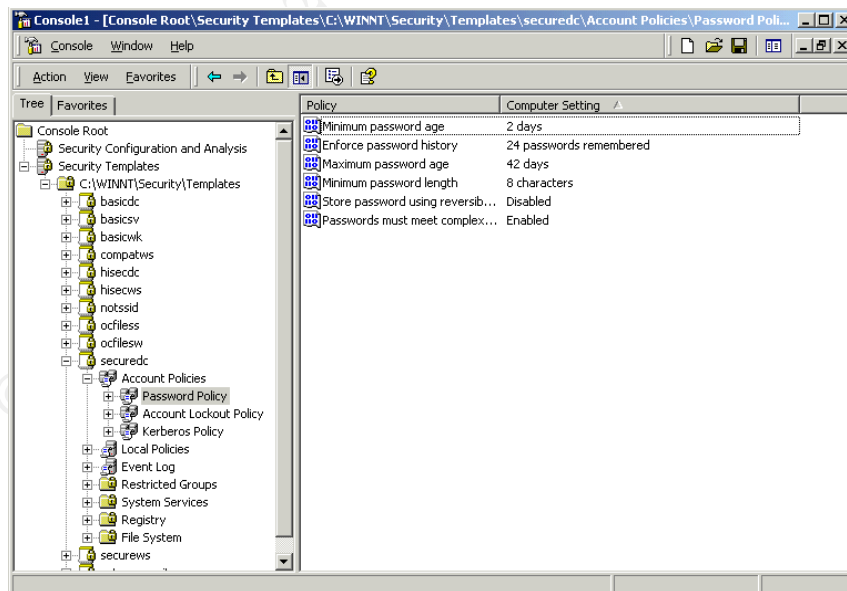 Console1 - [Console Root\Security Templates\C:\WINNT\Security\Templates\securedc\Account Policies\Password Poli...
Console Window Help
Action View Favorites
Tree Favorites
Policy Computer Setting
Console Root
Security Configuration and Analysis
Security Templates
C:\WINNT\Security\Templates
basicdc
basicsv
basicwk
compatws
hisecdc
hisecws
notssid
ocfiless
ocfilesw
securedc
Account Policies
Password Policy
Account Lockout Policy
Kerberos Policy
Local Policies
Event Log
Restricted Groups
System Services
Registry
File System
securews
Minimum password age 2 days
Enforce password history 24 passwords remembered
Maximum password age 42 days
Minimum password length 8 characters
Store password using reversib... Disabled
Passwords must meet complex... Enabled